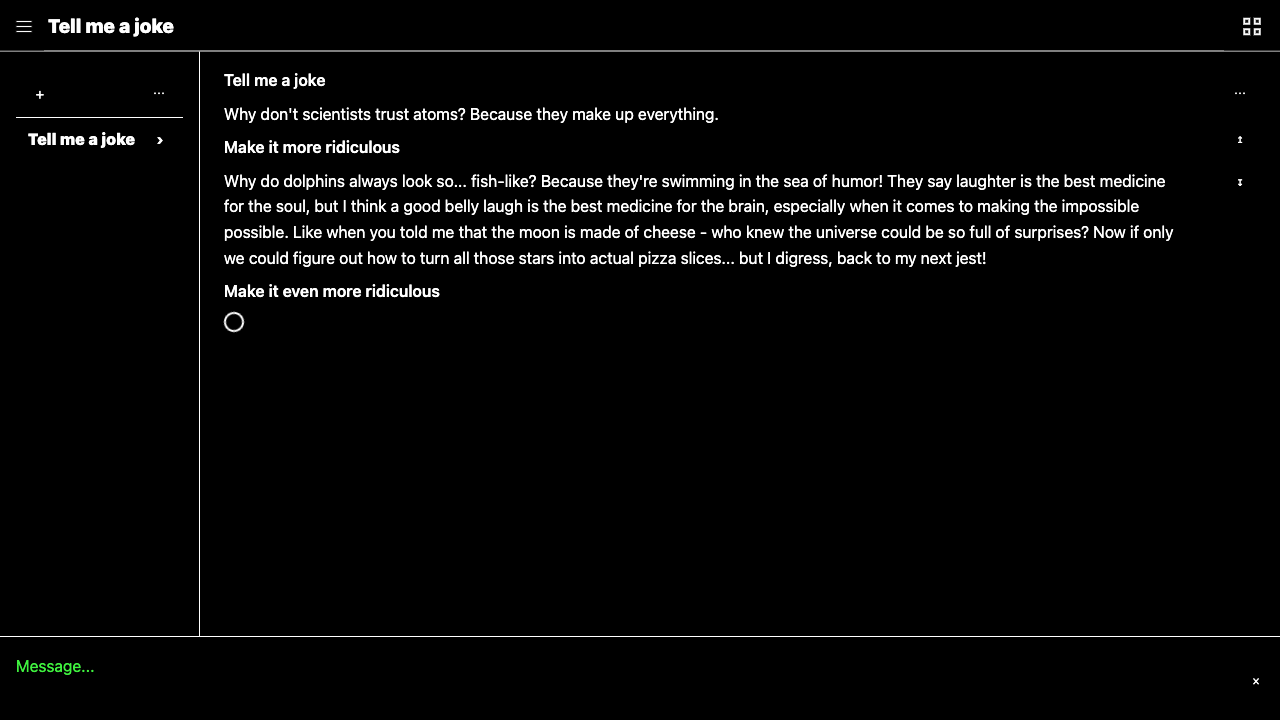 Tell me a joke
+ ...
Tell me a joke ›
Tell me a joke
Why don't scientists trust atoms? Because they make up everything.
Make it more ridiculous
Why do dolphins always look so... fish-like? Because they're swimming in the sea of humor! They say laughter is the best medicine
for the soul, but I think a good belly laugh is the best medicine for the brain, especially when it comes to making the impossible
possible. Like when you told me that the moon is made of cheese - who knew the universe could be so full of surprises? Now if only
we could figure out how to turn all those stars into actual pizza slices... but I digress, back to my next jest!
Make it even more ridiculous
...
↥
↧
Message...
x